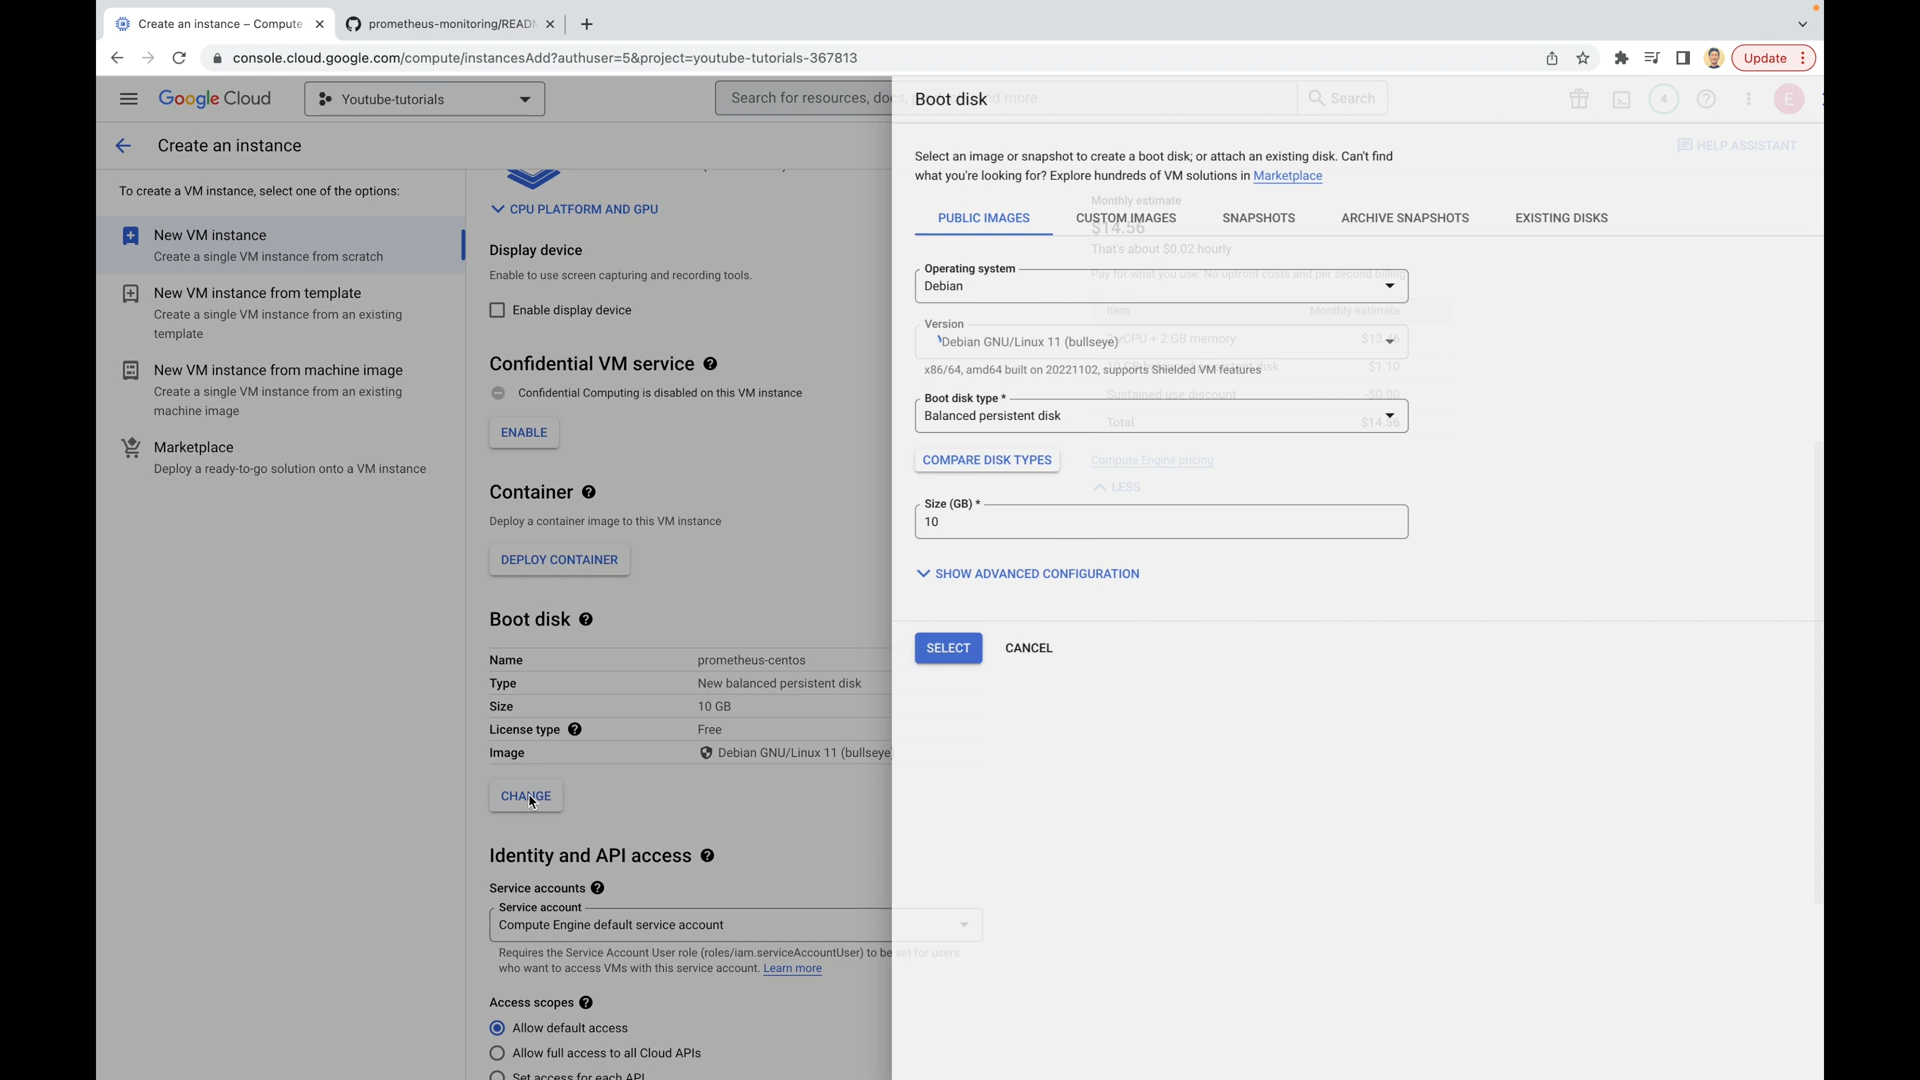 Create an instance – Compute
prometheus-monitoring/READ
console.cloud.google.com/compute/instancesAdd?authuser=5&project=youtube-tutorials-367813
Update
Google Cloud
Youtube-tutorials
Search for resources, docs, and more
Search
4
E
Boot disk
Create an instance
HELP ASSISTANT
To create a VM instance, select one of the options:
New VM instance
Create a single VM instance from scratch
New VM instance from template
Create a single VM instance from an existing
template
New VM instance from machine image
Create a single VM instance from an existing
machine image
Marketplace
Deploy a ready-to-go solution onto a VM instance
CPU PLATFORM AND GPU
Display device
Enable to use screen capturing and recording tools.
Enable display device
Confidential VM service
Confidential Computing is disabled on this VM instance
ENABLE
Container
Deploy a container image to this VM instance
DEPLOY CONTAINER
Boot disk
Name prometheus-centos
Type New balanced persistent disk
Size 10 GB
License type Free
Image Debian GNU/Linux 11 (bullseye)
CHANGE
Identity and API access
Service accounts
Service account
Compute Engine default service account
Requires the Service Account User role (roles/iam.serviceAccountUser) to be set for users
who want to access VMs with this service account. Learn more
Access scopes
Allow default access
Allow full access to all Cloud APIs
Set access for each API
Select an image or snapshot to create a boot disk; or attach an existing disk. Can't find
what you're looking for? Explore hundreds of VM solutions in Marketplace
PUBLIC IMAGES CUSTOM IMAGES SNAPSHOTS ARCHIVE SNAPSHOTS EXISTING DISKS
Operating system
Debian
Version
Debian GNU/Linux 11 (bullseye)
x86/64, amd64 built on 20221102, supports Shielded VM features
Boot disk type *
Balanced persistent disk
COMPARE DISK TYPES
Size (GB) *
10
SHOW ADVANCED CONFIGURATION
SELECT CANCEL
Monthly estimate
$14.56
That's about $0.02 hourly
Pay for what you use: No upfront costs and per second billing
Item Monthly estimate
vCPU + 2 GB memory $13.46
disk $1.10
Sustained use discount -$0.00
Total $14.56
Compute Engine pricing
LESS